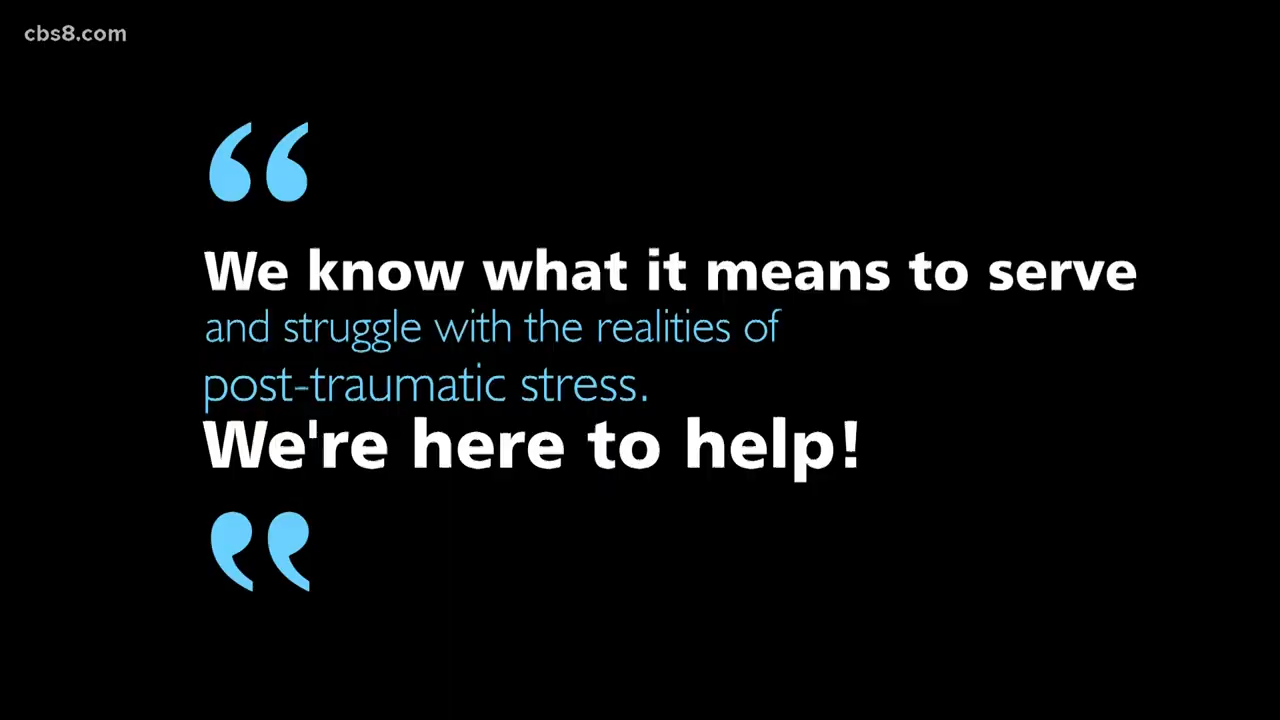 cbs8.com
“
We know what it means to serve
and struggle with the realities of
post-traumatic stress.
We're here to help!
”